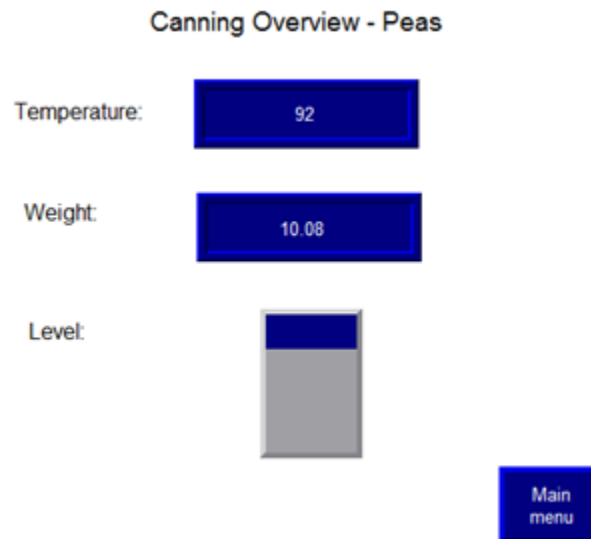 Canning Overview - Peas
Temperature:
92
Weight:
10.08
Level:
Main
menu